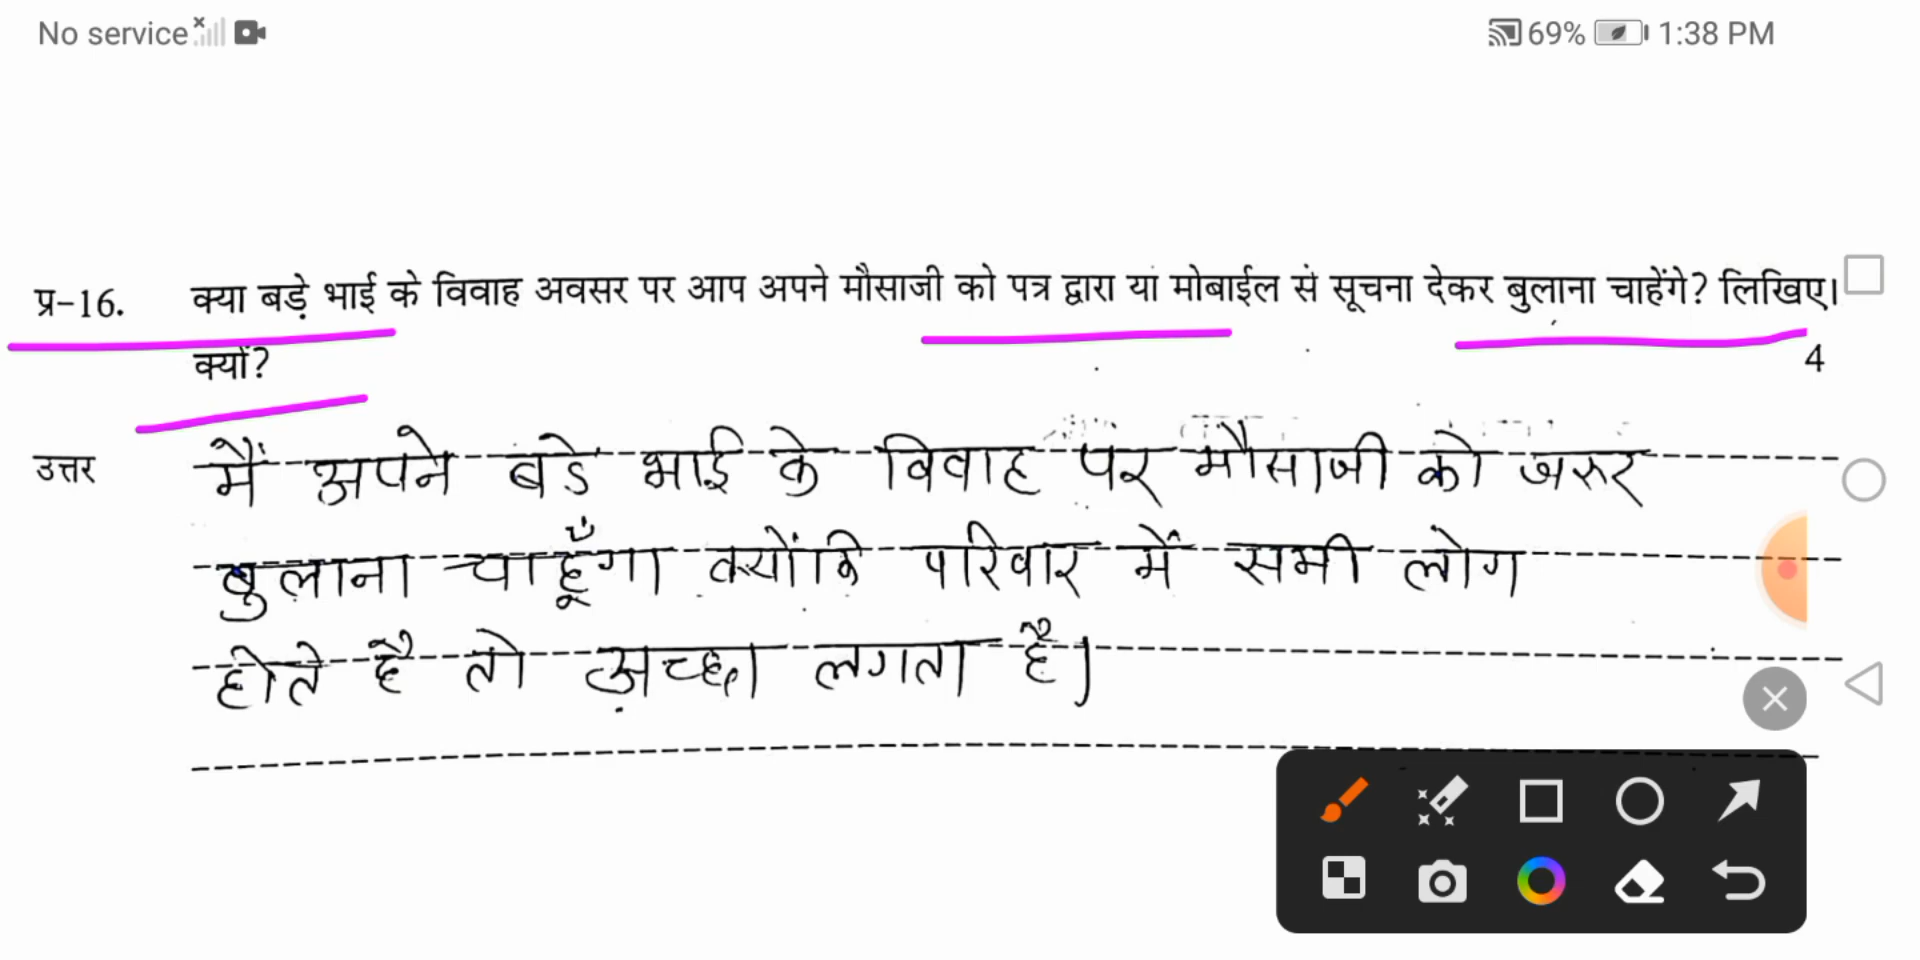 No service
69% 1:38 PM
प्र-16. क्या बड़े भाई के विवाह अवसर पर आप अपने मौसाजी को पत्र द्वारा या मोबाईल से सूचना देकर बुलाना चाहेंगे? लिखिए।
क्यों? 4
उत्तर मैं अपने बडे भाई के विवाह पर मौसाजी को जरुर
बुलाना चाहूँगा क्योंकि परिवार में सभी लोग
होते है तो अच्छा लगता है।